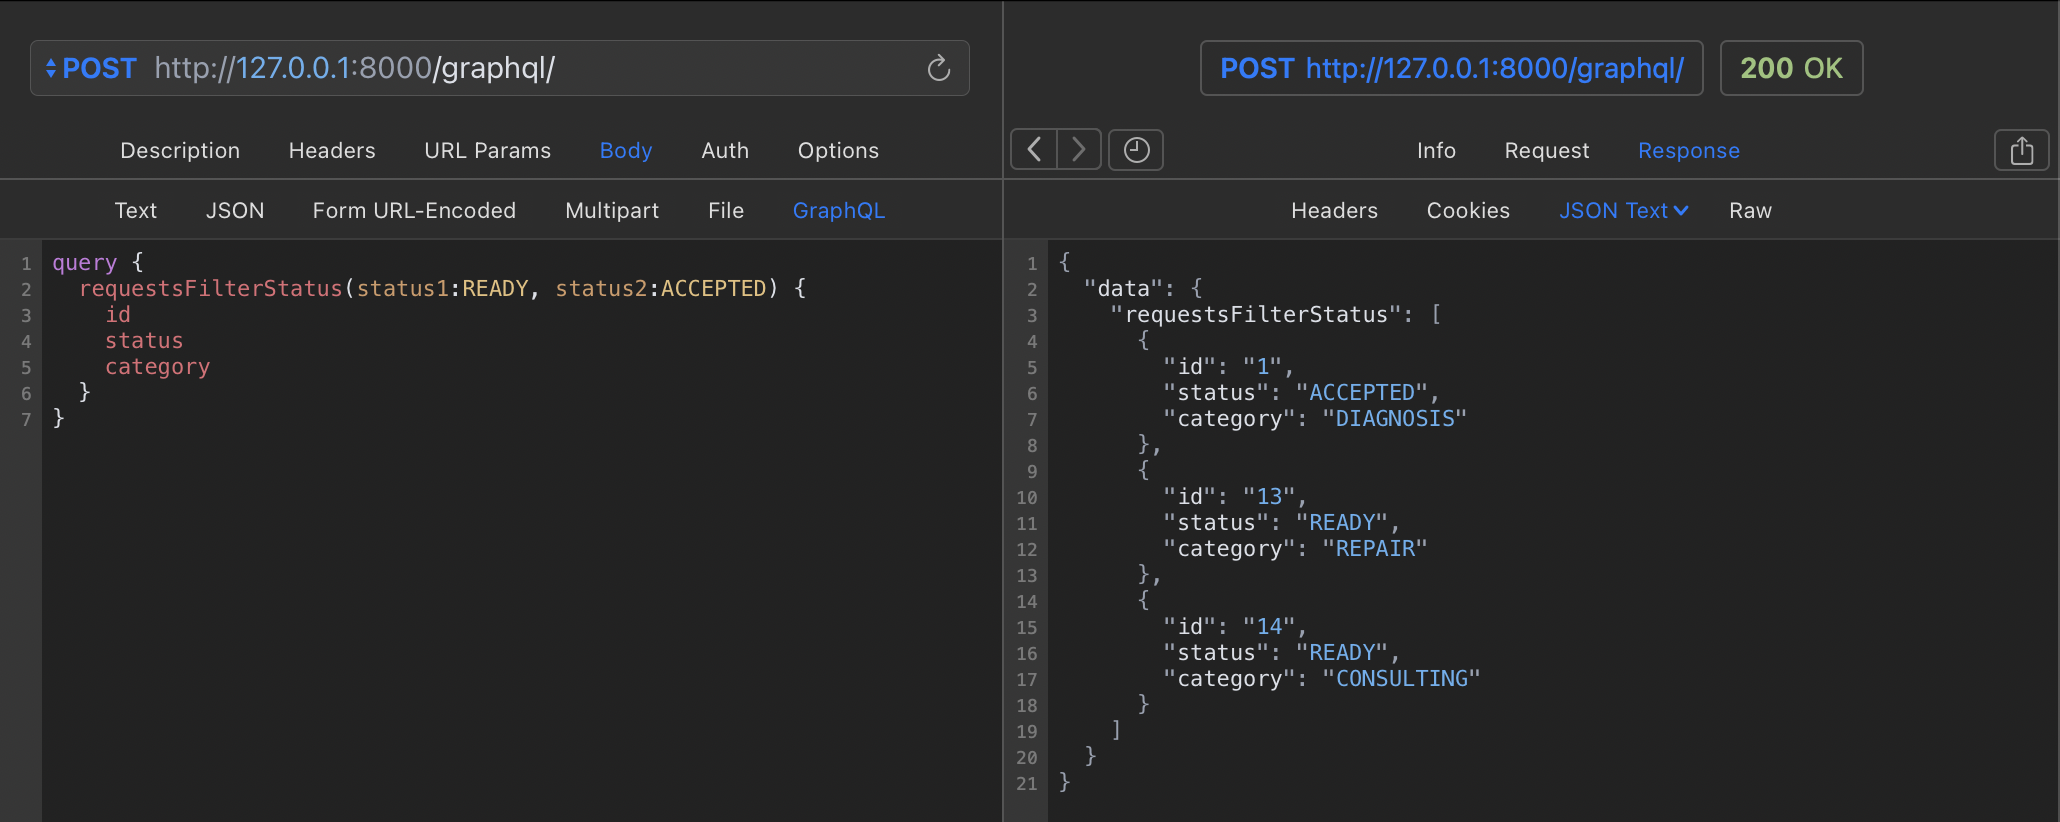 POST http://127.0.0.1:8000/graphql/
Description Headers URL Params Body Auth Options
Text JSON Form URL-Encoded Multipart File GraphQL
1 query {
2   requestsFilterStatus(status1:READY, status2:ACCEPTED) {
3     id
4     status
5     category
6   }
7 }
POST http://127.0.0.1:8000/graphql/ 200 OK
Info Request Response
Headers Cookies JSON Text Raw
1 {
2   "data": {
3     "requestsFilterStatus": [
4       {
5         "id": "1",
6         "status": "ACCEPTED",
7         "category": "DIAGNOSIS"
8       },
9       {
10         "id": "13",
11         "status": "READY",
12         "category": "REPAIR"
13       },
14       {
15         "id": "14",
16         "status": "READY",
17         "category": "CONSULTING"
18       }
19     ]
20   }
21 }